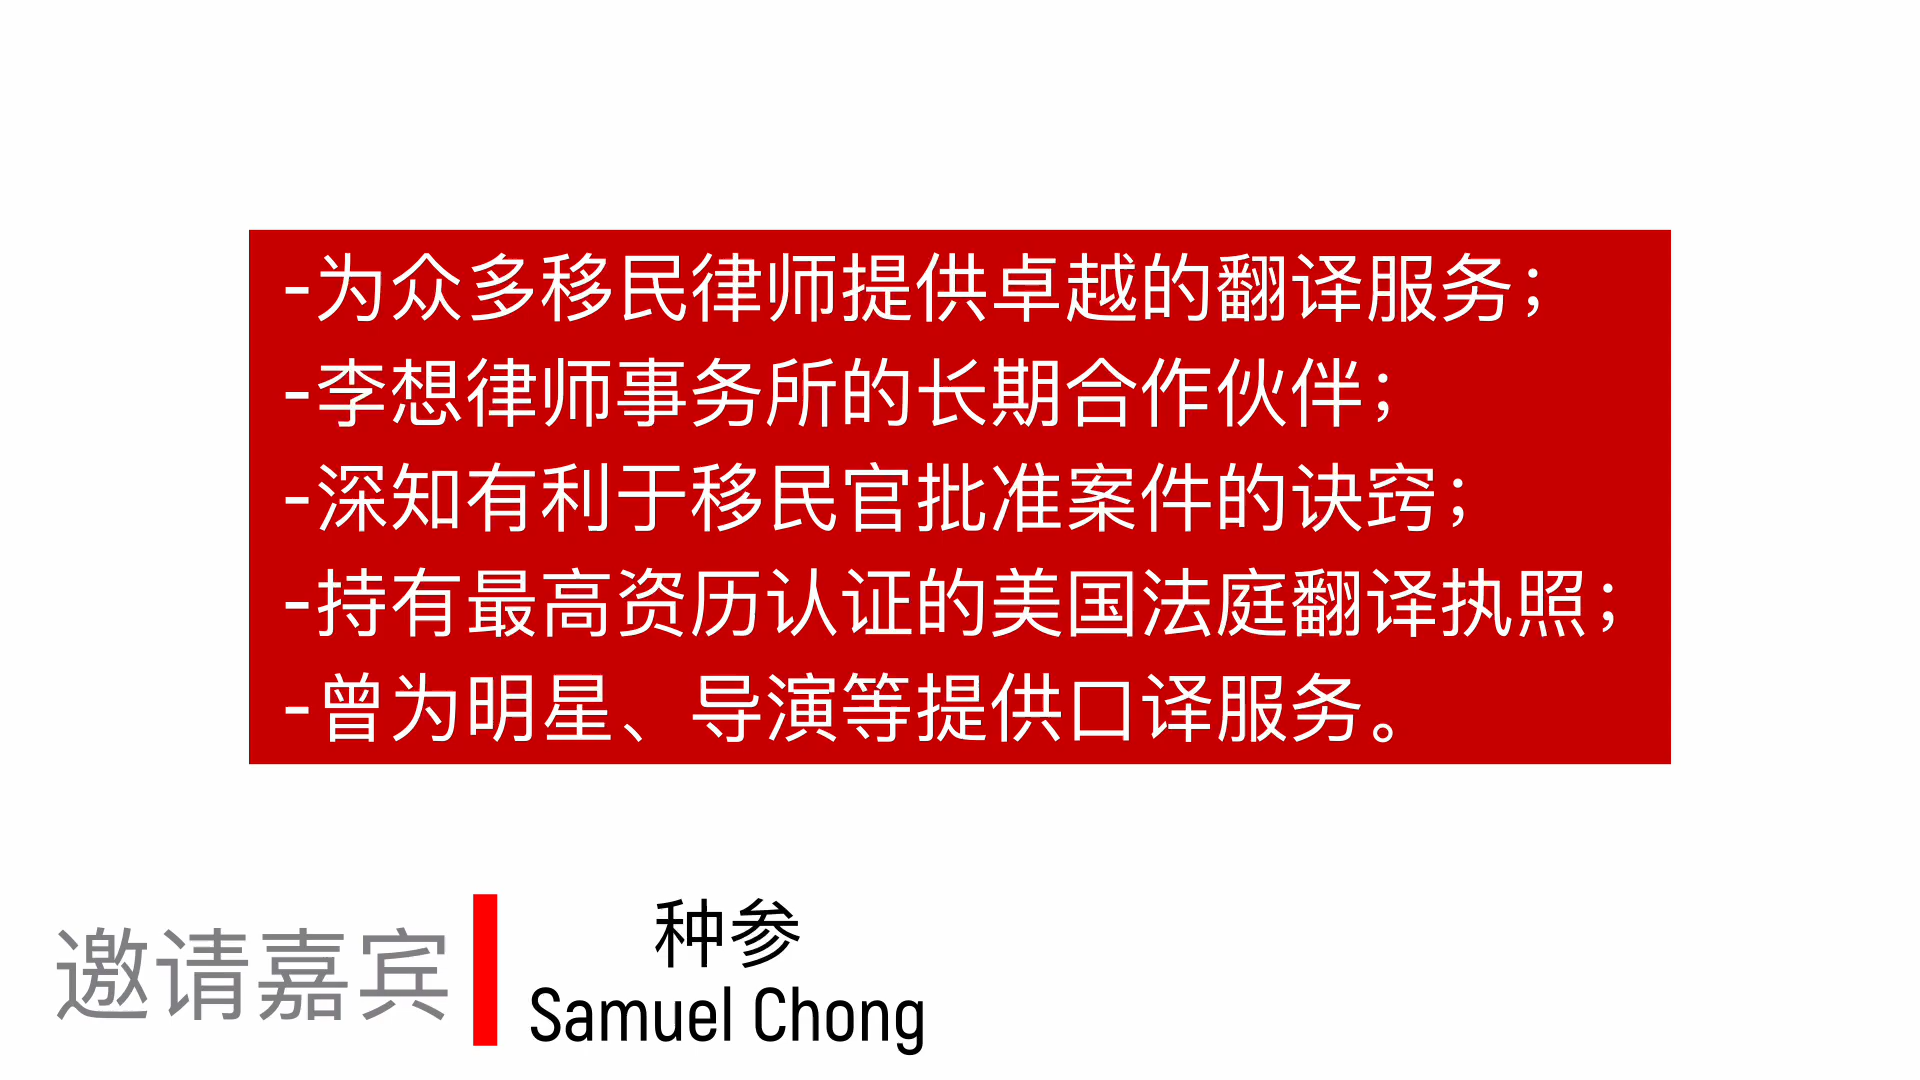 -为众多移民律师提供卓越的翻译服务；
-李想律师事务所的长期合作伙伴；
-深知有利于移民官批准案件的诀窍；
-持有最高资历认证的美国法庭翻译执照；
-曾为明星、导演等提供口译服务。
邀请嘉宾
种参
Samuel Chong